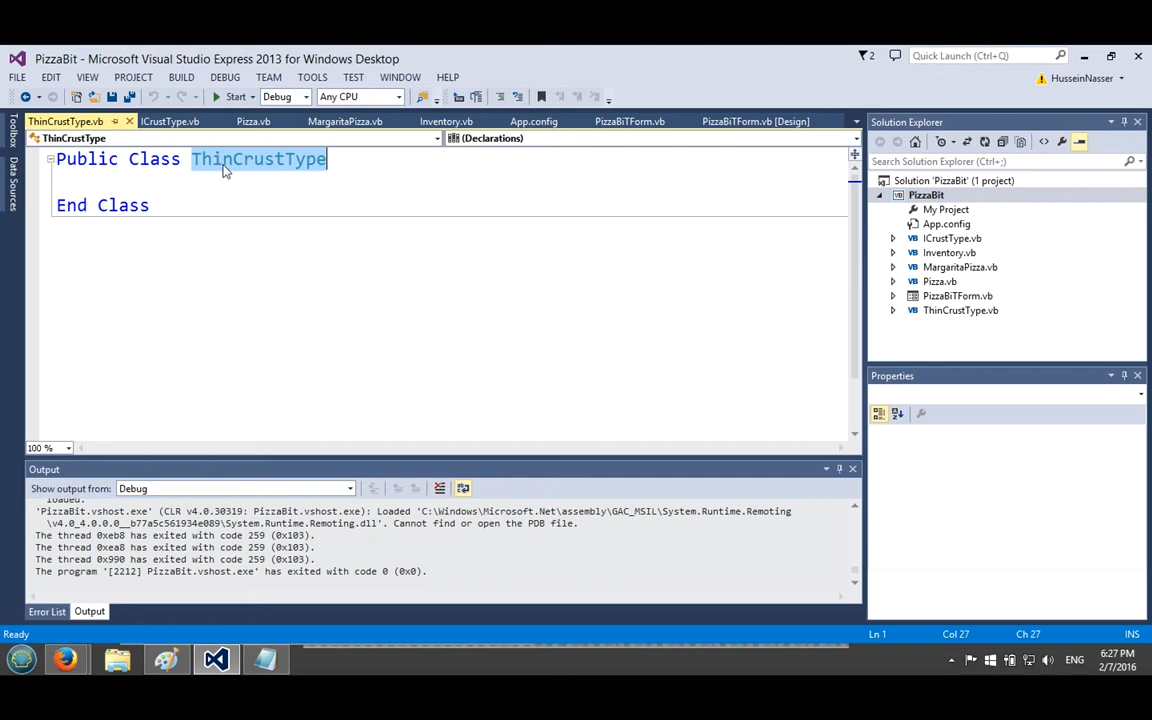 PizzaBit - Microsoft Visual Studio Express 2013 for Windows Desktop
2
Quick Launch (Ctrl+;)
FILE EDIT VIEW PROJECT BUILD DEBUG TEAM TOOLS TEST WINDOW HELP
HusseinNasser
Start Debug Any CPU
Toolbox
Data Sources
ThinCrustType.vb ICrustType.vb Pizza.vb MargaritaPizza.vb Inventory.vb App.config PizzaBiTForm.vb PizzaBiTForm.vb [Design]
ThinCrustType (Declarations)
Public Class ThinCrustType
End Class
100 %
Solution Explorer
Search Solution Explorer (Ctrl+;)
Solution 'PizzaBit' (1 project)
PizzaBit
My Project
App.config
ICrustType.vb
Inventory.vb
MargaritaPizza.vb
Pizza.vb
PizzaBiTForm.vb
ThinCrustType.vb
Properties
Output
Show output from: Debug
loaded.
'PizzaBit.vshost.exe' (CLR v4.0.30319: PizzaBit.vshost.exe): Loaded 'C:\Windows\Microsoft.Net\assembly\GAC_MSIL\System.Runtime.Remoting
\v4.0_4.0.0.0__b77a5c561934e089\System.Runtime.Remoting.dll'. Cannot find or open the PDB file.
The thread 0xeb8 has exited with code 259 (0x103).
The thread 0xea8 has exited with code 259 (0x103).
The thread 0x990 has exited with code 259 (0x103).
The program '[2212] PizzaBit.vshost.exe' has exited with code 0 (0x0).
Error List Output
Ready Ln 1 Col 27 Ch 27 INS
ENG
6:27 PM
2/7/2016